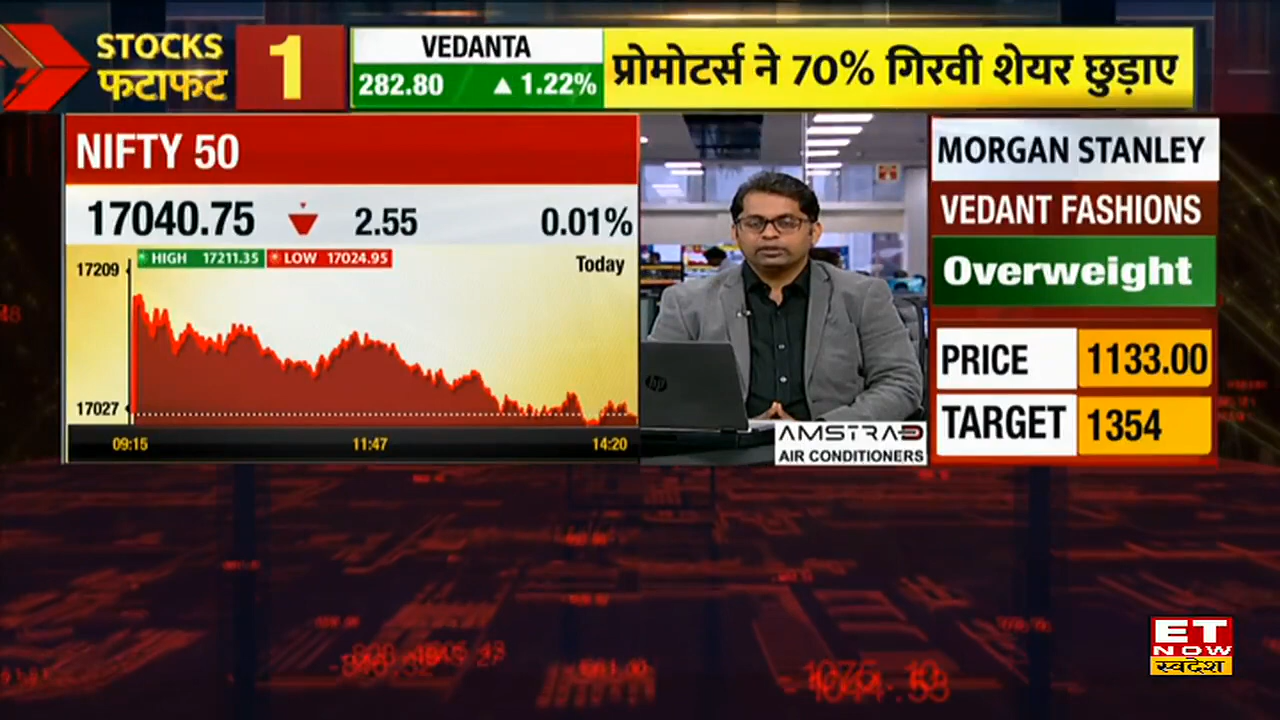 STOCKS
फटाफट
1
VEDANTA
282.80 ▲ 1.22%
प्रोमोटर्स ने 70% गिरवी शेयर छुड़ाए
NIFTY 50
17040.75 ▼ 2.55 0.01%
HIGH 17211.35 LOW 17024.95
Today
17209
17027
09:15 11:47 14:20
hp
AMSTRAD
AIR CONDITIONERS
MORGAN STANLEY
VEDANT FASHIONS
Overweight
PRICE 1133.00
TARGET 1354
ET
NOW
स्वदेश